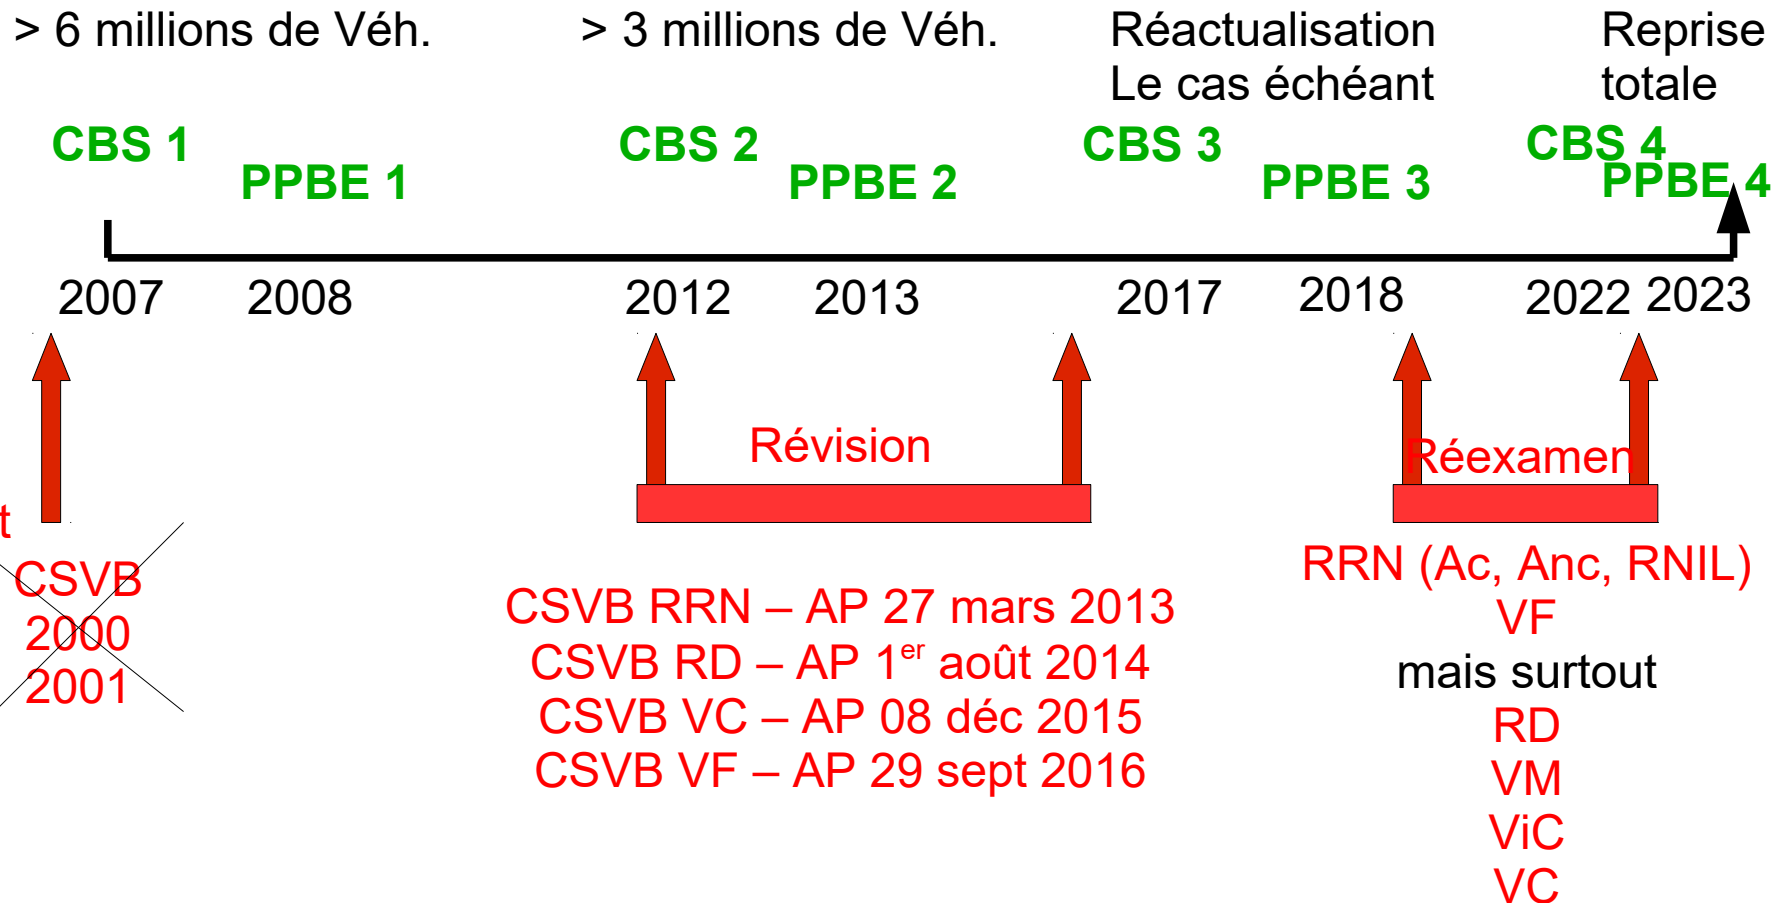 > 6 millions de Véh.
> 3 millions de Véh.
Réactualisation
Le cas échéant
Reprise
totale
CBS 1
PPBE 1
CBS 2
PPBE 2
CBS 3
PPBE 3
CBS 4
PPBE 4
2007
2008
2012
2013
2017
2018
2022
2023
Révision
Réexamen
t
CSVB
2000
2001
CSVB RRN – AP 27 mars 2013
CSVB RD – AP 1er août 2014
CSVB VC – AP 08 déc 2015
CSVB VF – AP 29 sept 2016
RRN (Ac, Anc, RNIL)
VF
mais surtout
RD
VM
ViC
VC